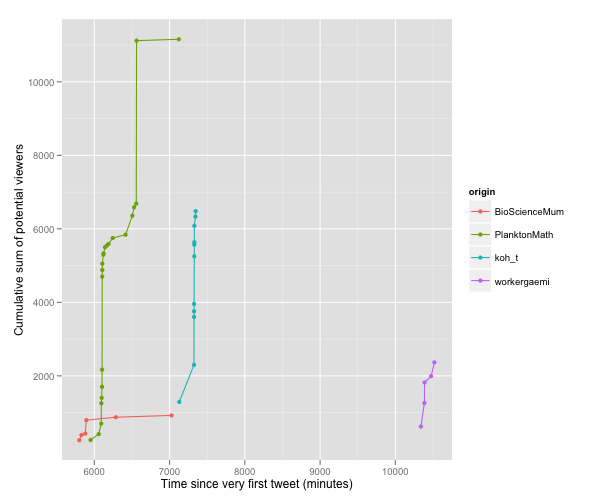 Cumulative sum of potential viewers
10000
8000
6000
4000
2000
6000 7000 8000 9000 10000
Time since very first tweet (minutes)
origin
BioScienceMum
PlanktonMath
koh_t
workergaemi